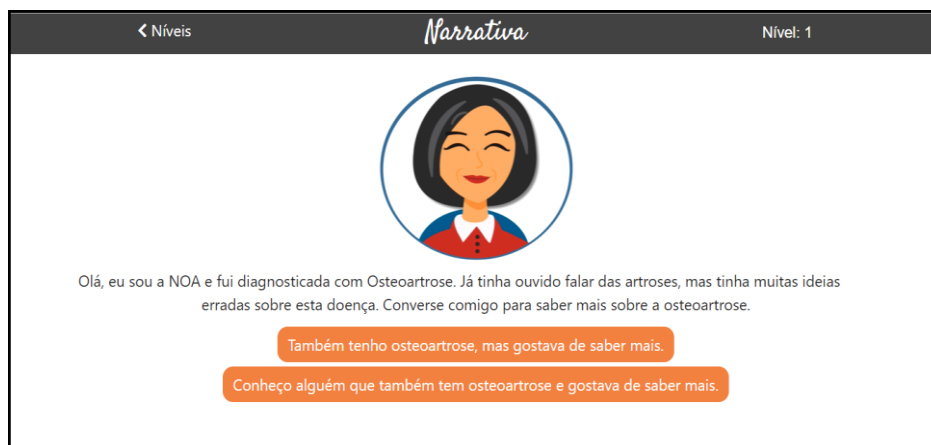 Níveis
Narrativa
Nível: 1
Olá, eu sou a NOA e fui diagnosticada com Osteoartrose. Já tinha ouvido falar das artroses, mas tinha muitas ideias
erradas sobre esta doença. Converse comigo para saber mais sobre a osteoartrose.
Também tenho osteoartrose, mas gostava de saber mais.
Conheço alguém que também tem osteoartrose e gostava de saber mais.